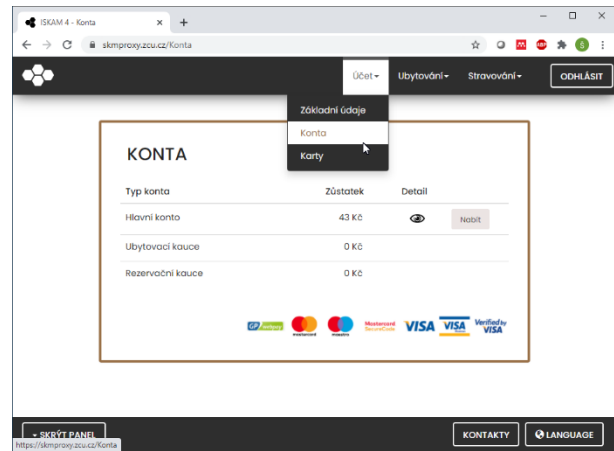 ISKAM 4 - Konta
skmproxy.zcu.cz/Konta
ABP
S
Účet
Ubytování
Stravování
ODHLÁSIT
Základní údaje
Konta
Karty
KONTA
Typ konta Zůstatek Detail
Hlavní konto 43 Kč Nabít
Ubytovací kauce 0 Kč
Rezervační kauce 0 Kč
GP
mastercard
maestro
Mastercard
SecureCode
VISA
VISA
Verified by
VISA
SKRÝT PANEL
KONTAKTY
LANGUAGE
https://skmproxy.zcu.cz/Konta